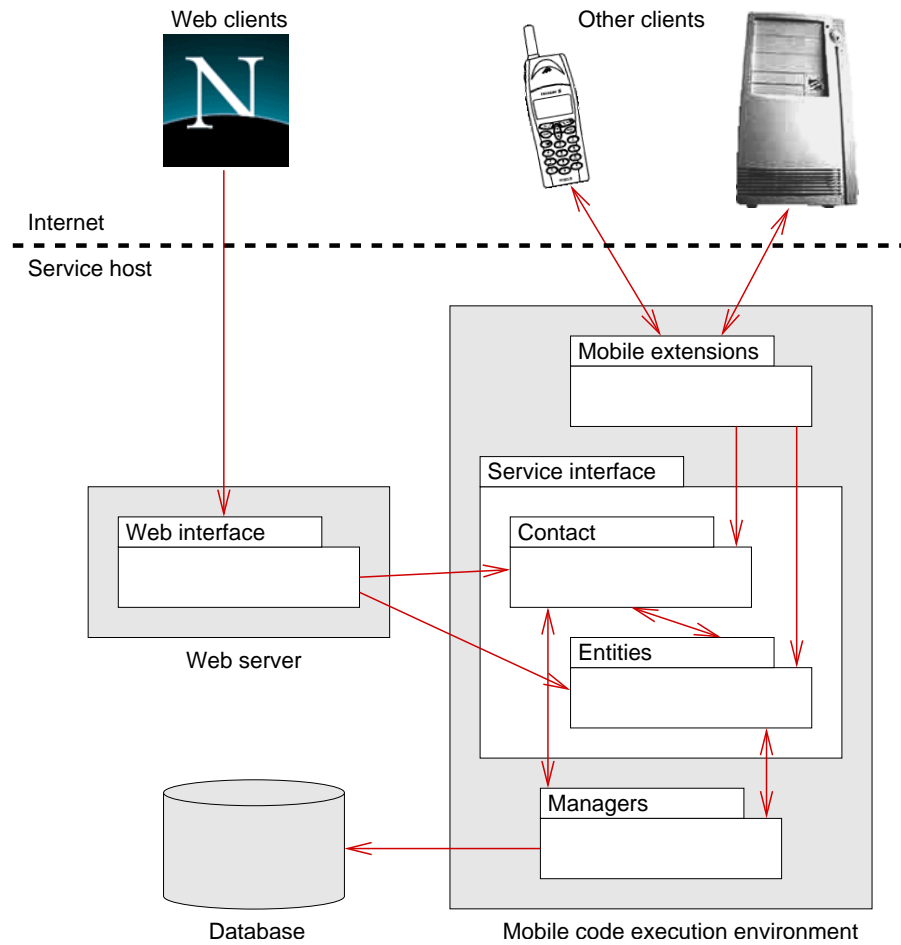 Web clients
Other clients
N
Internet
Service host
Mobile extensions
Service interface
Web interface
Contact
Entities
Web server
Managers
Database
Mobile code execution environment